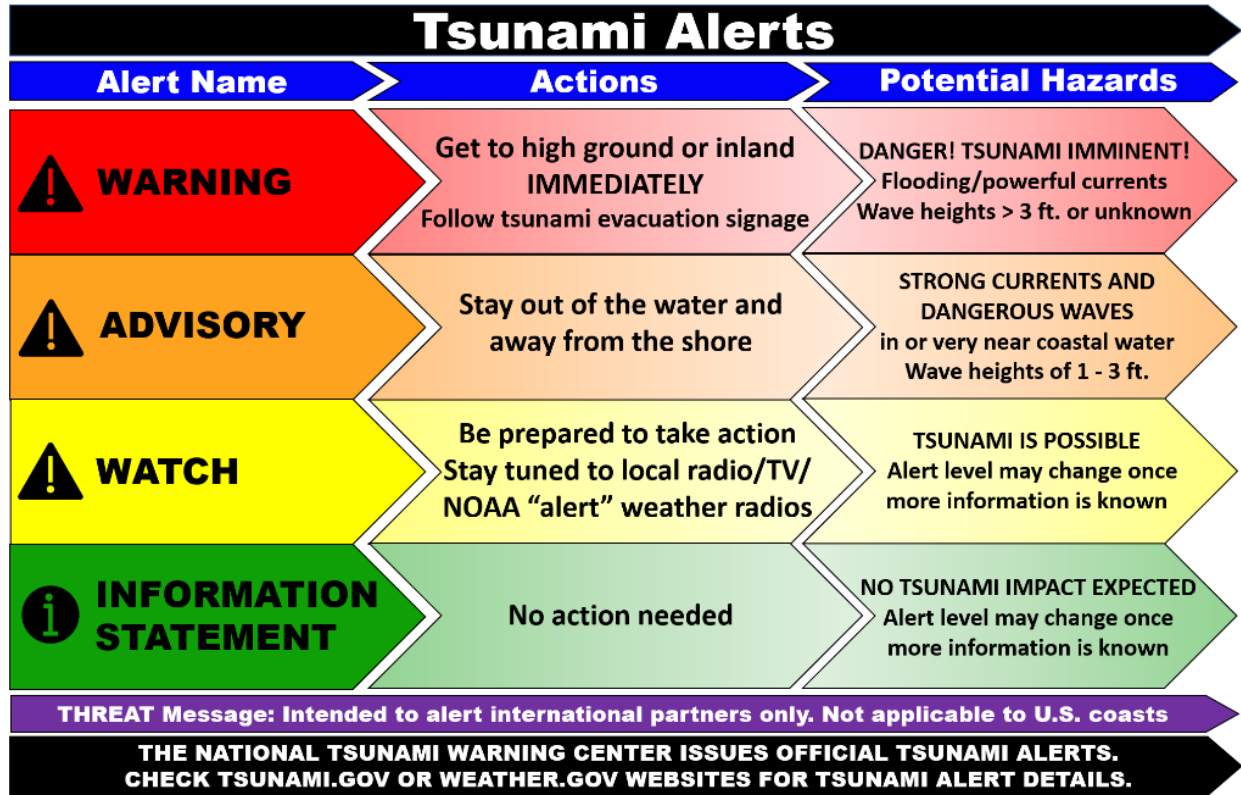 Tsunami Alerts
Alert Name
Actions
Potential Hazards
WARNING
Get to high ground or inland
IMMEDIATELY
Follow tsunami evacuation signage
DANGER! TSUNAMI IMMINENT!
Flooding/powerful currents
Wave heights > 3 ft. or unknown
ADVISORY
Stay out of the water and
away from the shore
STRONG CURRENTS AND
DANGEROUS WAVES
in or very near coastal water
Wave heights of 1 - 3 ft.
WATCH
Be prepared to take action
Stay tuned to local radio/TV/
NOAA “alert” weather radios
TSUNAMI IS POSSIBLE
Alert level may change once
more information is known
INFORMATION
STATEMENT
No action needed
NO TSUNAMI IMPACT EXPECTED
Alert level may change once
more information is known
THREAT Message: Intended to alert international partners only. Not applicable to U.S. coasts
THE NATIONAL TSUNAMI WARNING CENTER ISSUES OFFICIAL TSUNAMI ALERTS.
CHECK TSUNAMI.GOV OR WEATHER.GOV WEBSITES FOR TSUNAMI ALERT DETAILS.